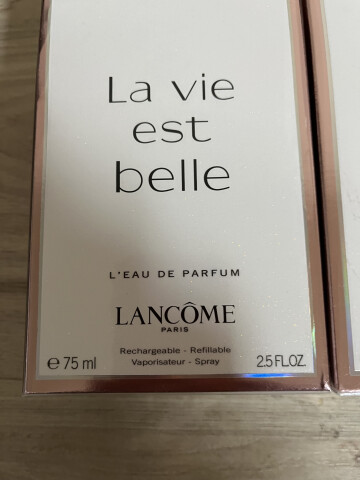 La vie
est
belle
L'EAU DE PARFUM
LANCÔME
PARIS
Rechargeable - Refillable
Vaporisateur - Spray
℮ 75 ml
2.5 FL.OZ.